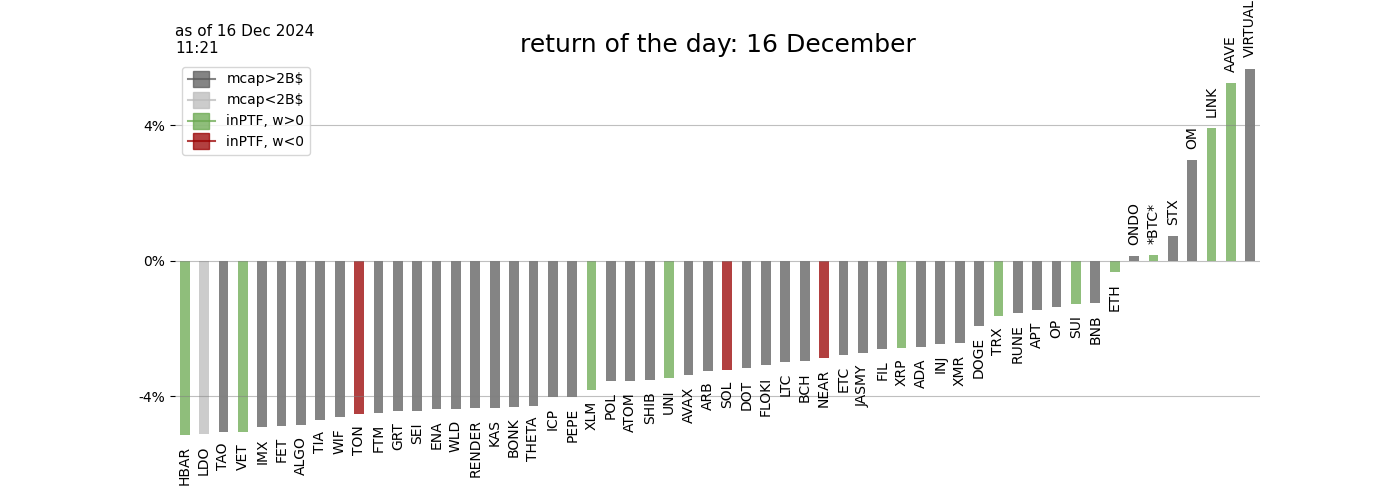 as of 16 Dec 2024
11:21
return of the day: 16 December
mcap>2B$
mcap<2B$
inPTF, w>0
inPTF, w<0
4%
0%
-4%
HBAR
LDO
TAO
VET
IMX
FET
ALGO
TIA
WIF
TON
FTM
GRT
SEI
ENA
WLD
RENDER
KAS
BONK
THETA
ICP
PEPE
XLM
POL
ATOM
SHIB
UNI
AVAX
ARB
SOL
DOT
FLOKI
LTC
BCH
NEAR
ETC
JASMY
FIL
XRP
ADA
INJ
XMR
DOGE
TRX
RUNE
APT
OP
SUI
BNB
ETH
ONDO
*BTC*
STX
OM
LINK
AAVE
VIRTUAL